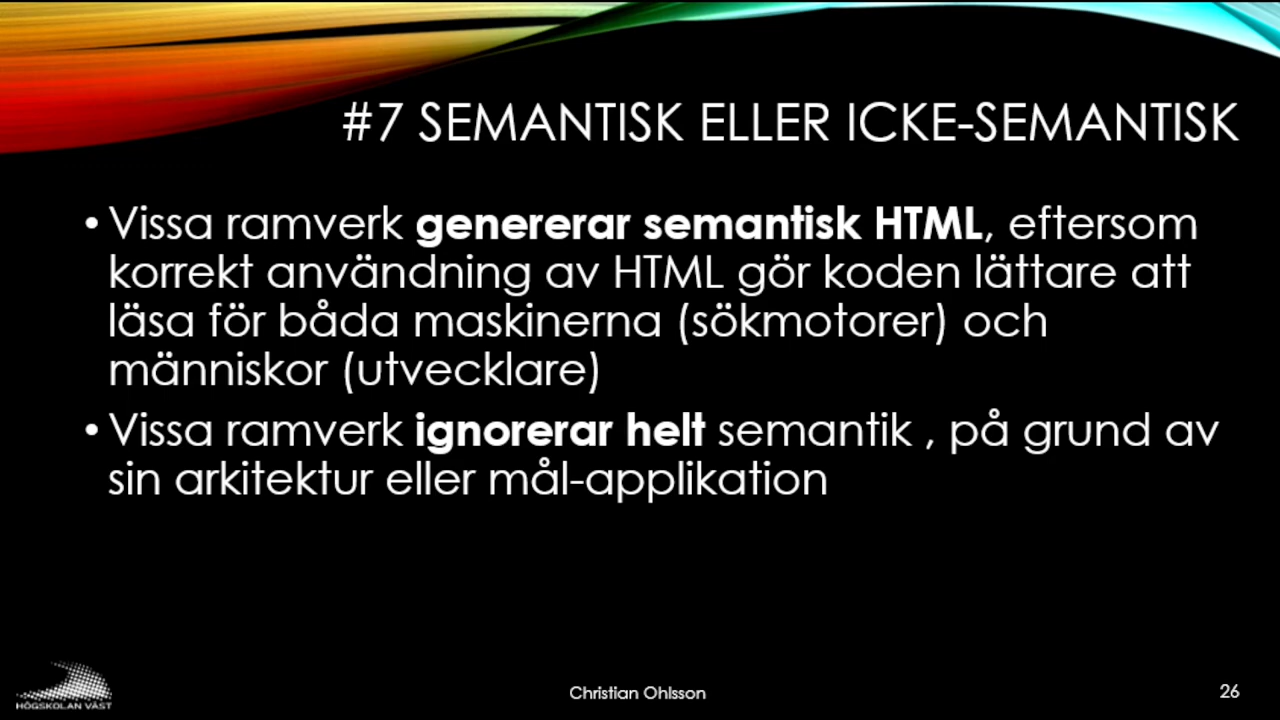 #7 SEMANTISK ELLER ICKE-SEMANTISK
• Vissa ramverk genererar semantisk HTML, eftersom
korrekt användning av HTML gör koden lättare att
läsa för båda maskinerna (sökmotorer) och
människor (utvecklare)
• Vissa ramverk ignorerar helt semantik , på grund av
sin arkitektur eller mål-applikation
HÖGSKOLAN VÄST
Christian Ohlsson
26